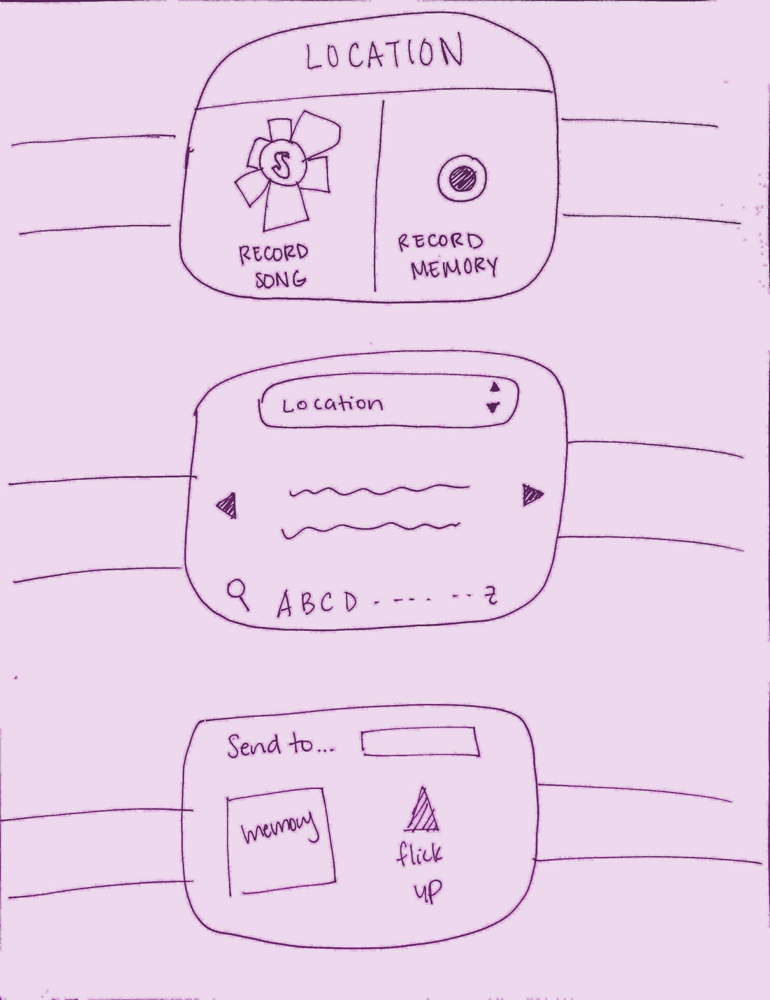 LOCATION
S
RECORD
SONG
RECORD
MEMORY
Location
ABCD - - - - . - - - Z
Send to...
memory
flick
up